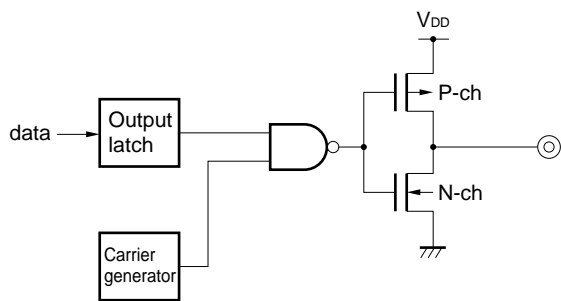 VDD
P-ch
data
Output
latch
N-ch
Carrier
generator